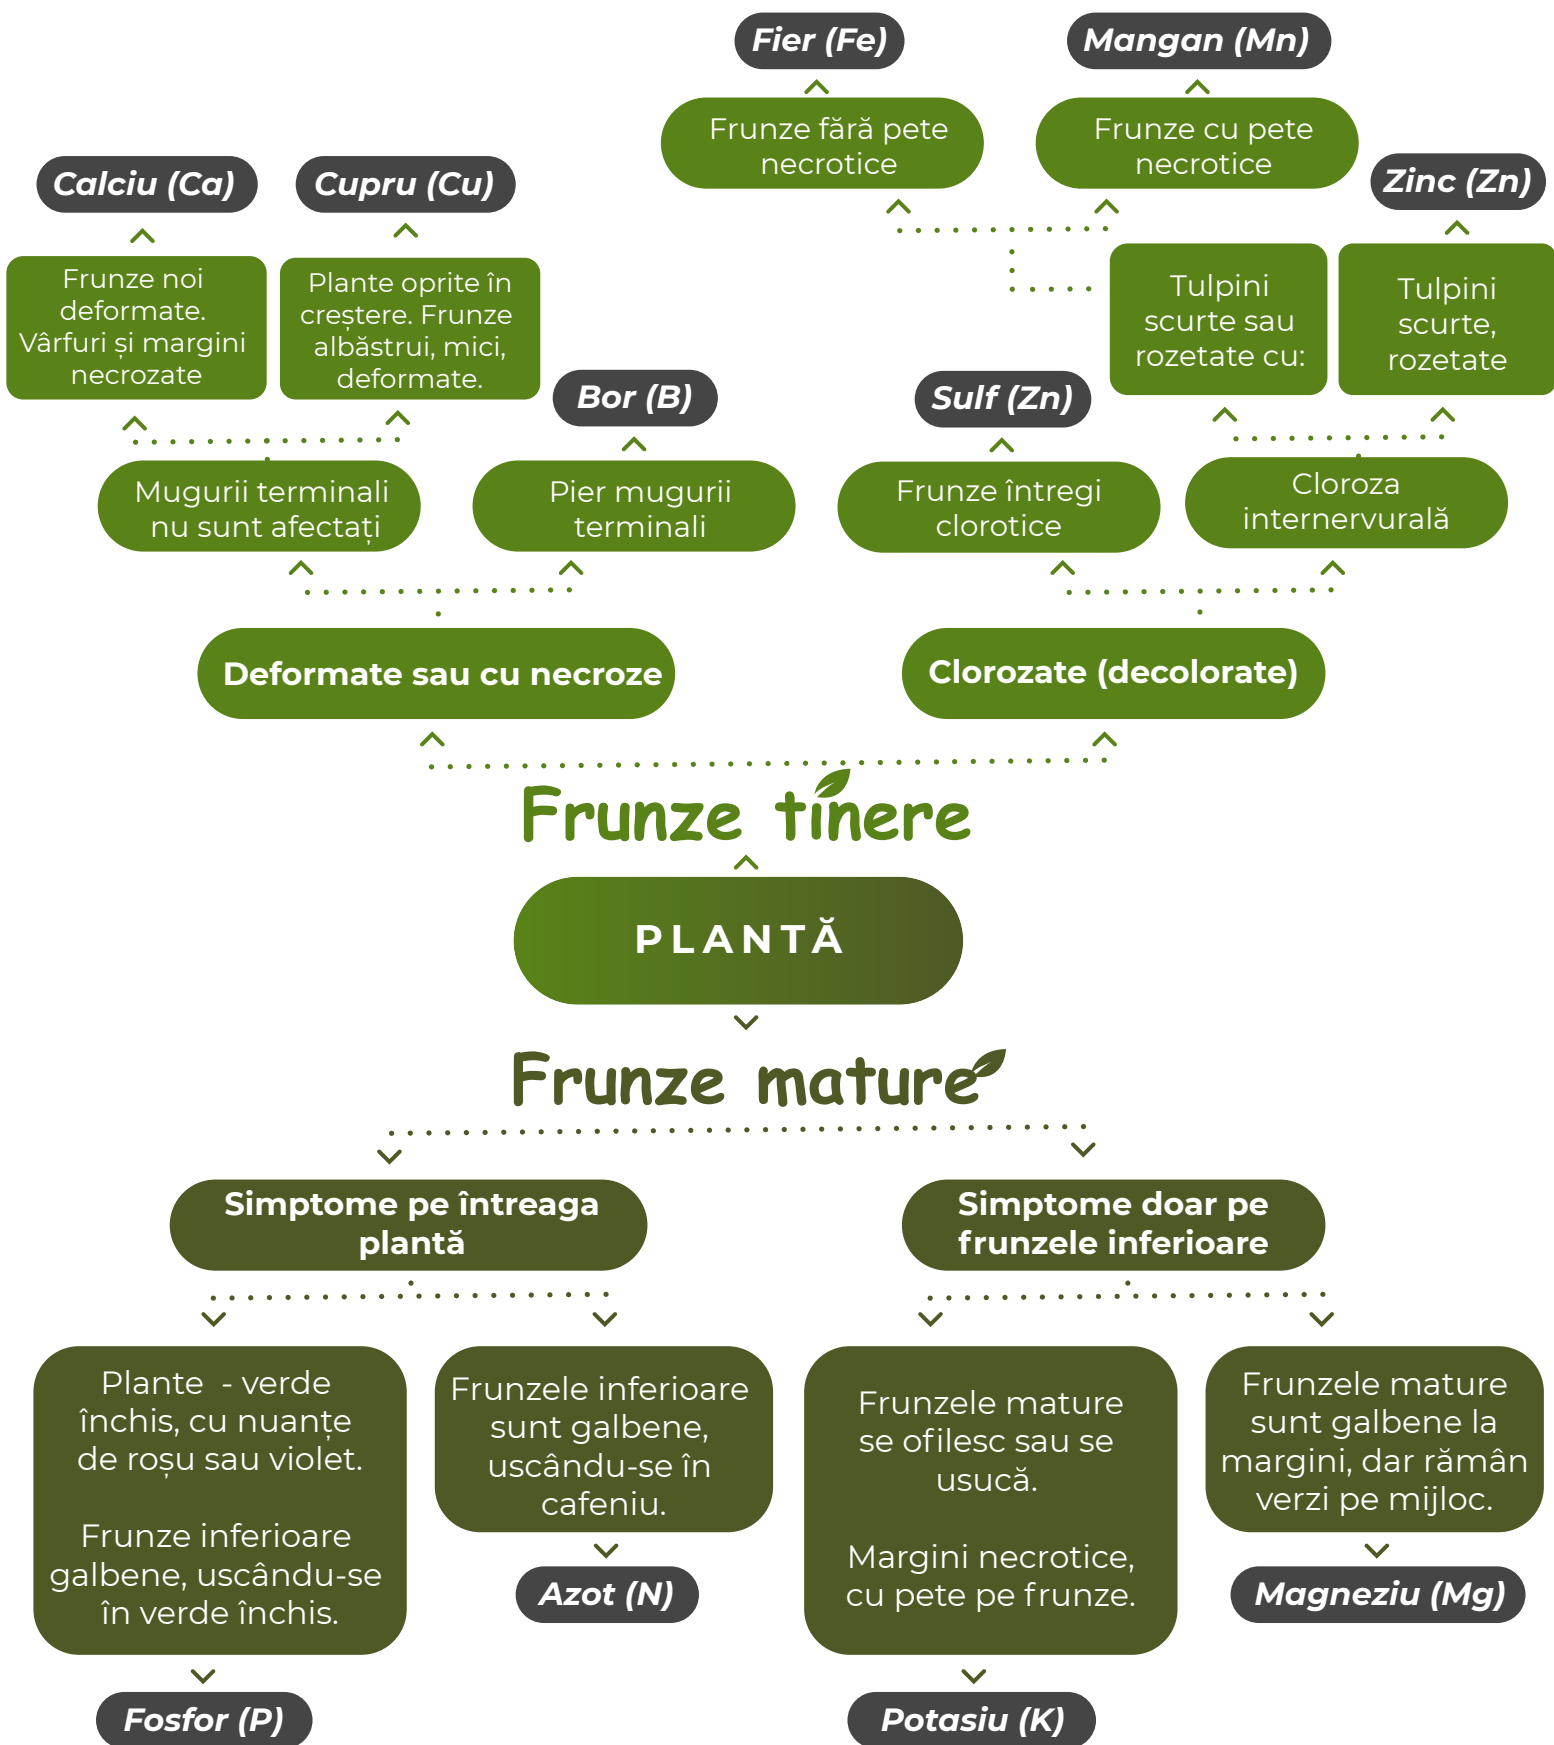 Fier (Fe)
Mangan (Mn)
Frunze fără pete
necrotice
Frunze cu pete
necrotice
Calciu (Ca)
Cupru (Cu)
Zinc (Zn)
Frunze noi
deformate.
Vârfuri și margini
necrozate
Plante oprite în
creștere. Frunze
albăstrui, mici,
deformate.
Tulpini
scurte sau
rozetate cu:
Tulpini
scurte,
rozetate
Bor (B)
Sulf (Zn)
Mugurii terminali
nu sunt afectați
Pier mugurii
terminali
Frunze întregi
clorotice
Cloroza
internervurală
Deformate sau cu necroze
Clorozate (decolorate)
Frunze tinere
PLANTĂ
Frunze mature
Simptome pe întreaga
plantă
Simptome doar pe
frunzele inferioare
Plante - verde
închis, cu nuanțe
de roșu sau violet.
Frunze inferioare
galbene, uscându-se
în verde închis.
Frunzele inferioare
sunt galbene,
uscându-se în
cafeniu.
Frunzele mature
se ofilesc sau se
usucă.
Margini necrotice,
cu pete pe frunze.
Frunzele mature
sunt galbene la
margini, dar rămân
verzi pe mijloc.
Azot (N)
Magneziu (Mg)
Fosfor (P)
Potasiu (K)